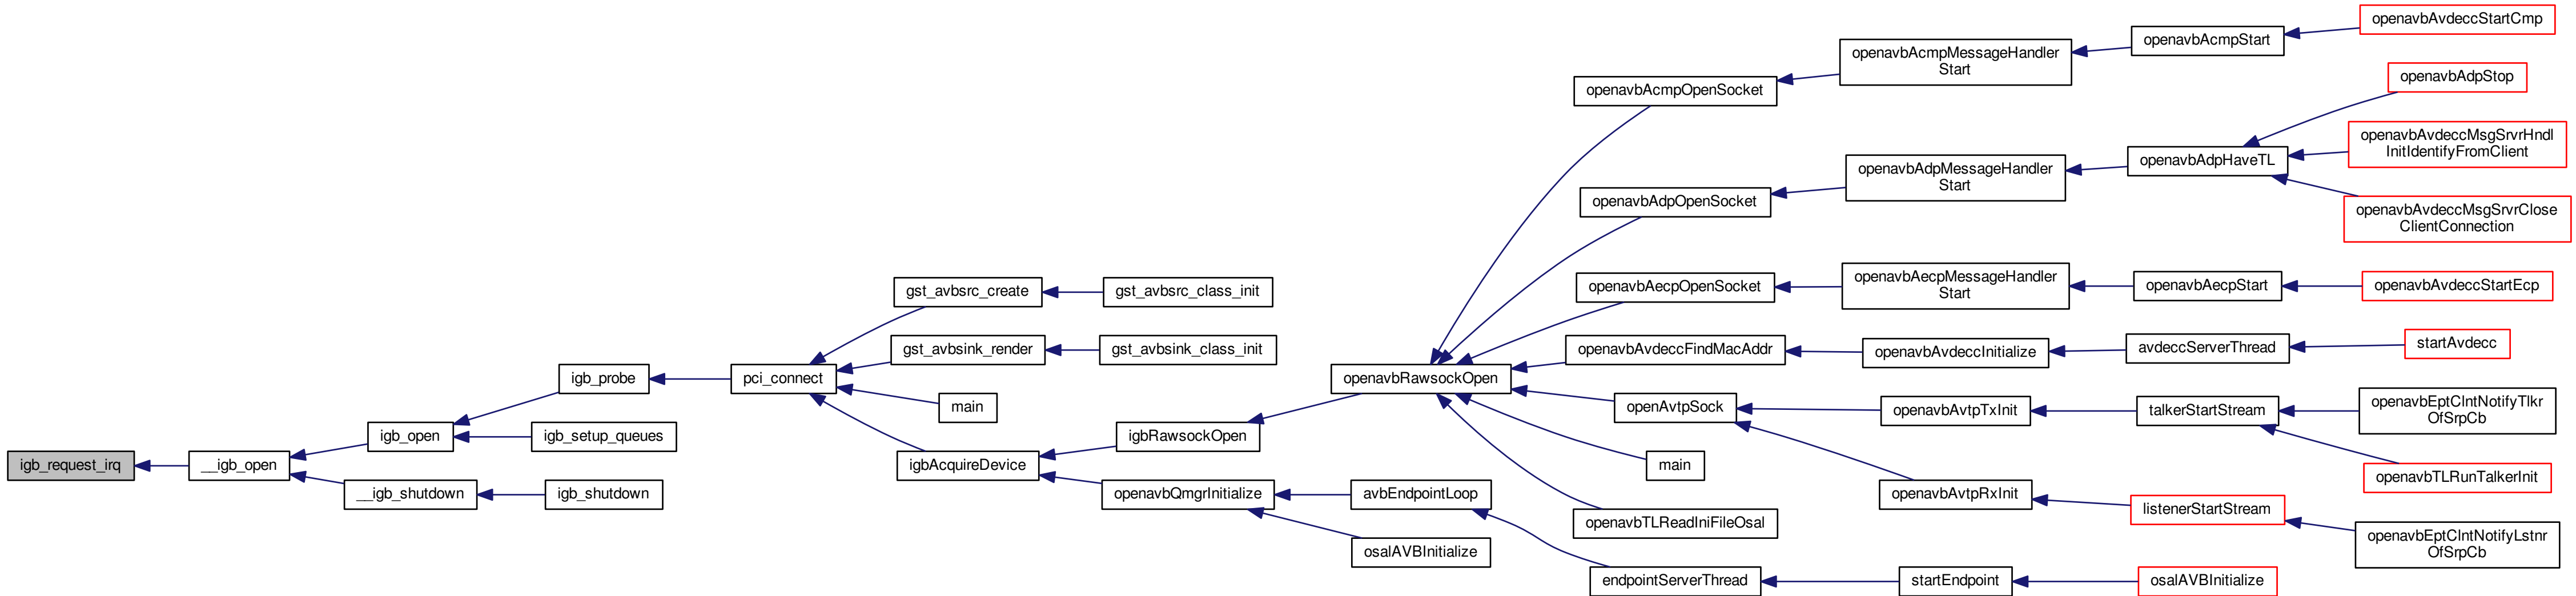 openavbAvdeccStartCmp
openavbAcmpStart
openavbAcmpMessageHandler
Start
openavbAdpStop
openavbAcmpOpenSocket
openavbAvdeccMsgSrvrHndl
InitIdentifyFromClient
openavbAdpHaveTL
openavbAdpMessageHandler
Start
openavbAdpOpenSocket
openavbAvdeccMsgSrvrClose
ClientConnection
openavbAecpMessageHandler
Start
openavbAecpOpenSocket
openavbAecpStart
openavbAvdeccStartEcp
gst_avbsrc_create
gst_avbsrc_class_init
gst_avbsink_render
gst_avbsink_class_init
openavbAvdeccFindMacAddr
openavbAvdeccInitialize
avdeccServerThread
startAvdecc
igb_probe
pci_connect
openavbRawsockOpen
main
openAvtpSock
openavbAvtpTxInit
talkerStartStream
openavbEptClntNotifyTlkr
OfSrpCb
igb_open
igb_setup_queues
igbRawsockOpen
igb_request_irq
__igb_open
igbAcquireDevice
main
openavbTLRunTalkerInit
__igb_shutdown
igb_shutdown
openavbQmgrInitialize
avbEndpointLoop
openavbAvtpRxInit
listenerStartStream
openavbTLReadIniFileOsal
openavbEptClntNotifyLstnr
OfSrpCb
osalAVBInitialize
endpointServerThread
startEndpoint
osalAVBInitialize